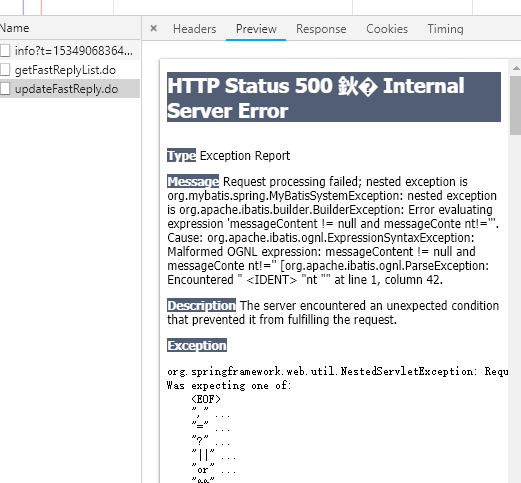 Name
× Headers Preview Response Cookies Timing
info?t=15349068364...
getFastReplyList.do
updateFastReply.do
HTTP Status 500 鈥� Internal
Server Error
Type Exception Report
Message Request processing failed; nested exception is
org.mybatis.spring.MyBatisSystemException: nested exception
is org.apache.ibatis.builder.BuilderException: Error evaluating
expression 'messageContent != null and messageConte nt!=''.
Cause: org.apache.ibatis.ognl.ExpressionSyntaxException:
Malformed OGNL expression: messageContent != null and
messageConte nt!='' [org.apache.ibatis.ognl.ParseException:
Encountered " <IDENT> "nt "" at line 1, column 42.
Description The server encountered an unexpected condition
that prevented it from fulfilling the request.
Exception
org.springframework.web.util.NestedServletException: Requ
Was expecting one of:
<EOF>
"," ...
"=" ...
"?" ...
"||" ...
"or" ...
"&&"